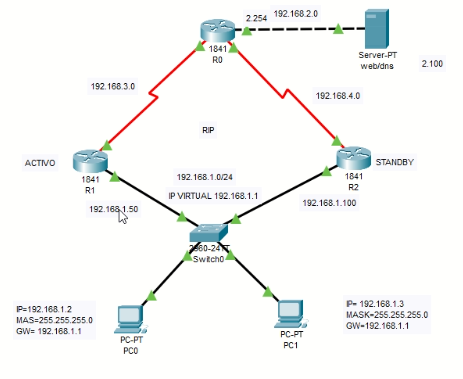 2.254
192.168.2.0
1841
R0
Server-PT
web/dns
2.100
192.168.3.0
192.168.4.0
RIP
ACTIVO
1841
R1
192.168.1.0/24
STANDBY
1841
R2
IP VIRTUAL 192.168.1.1
192.168.1.50
192.168.1.100
2960-24TT
Switch0
IP=192.168.1.2
MAS=255.255.255.0
GW= 192.168.1.1
PC-PT
PC0
PC-PT
PC1
IP= 192.168.1.3
MASK=255.255.255.0
GW=192.168.1.1